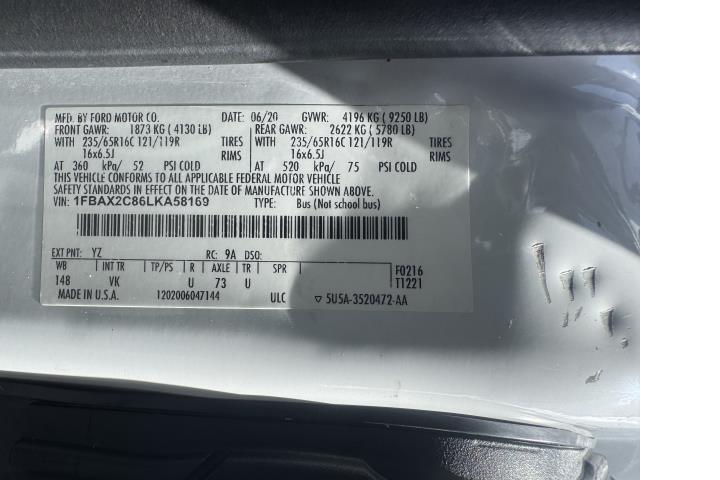 MFD. BY FORD MOTOR CO. DATE: 06/20 GVWR: 4196 KG ( 9250 LB)
FRONT GAWR: 1873 KG ( 4130 LB) REAR GAWR: 2622 KG ( 5780 LB)
WITH 235/65R16C 121/119R TIRES WITH 235/65R16C 121/119R TIRES
16x6.5J RIMS 16x6.5J RIMS
AT 360 kPa/ 52 PSI COLD AT 520 kPa/ 75 PSI COLD
THIS VEHICLE CONFORMS TO ALL APPLICABLE FEDERAL MOTOR VEHICLE
SAFETY STANDARDS IN EFFECT ON THE DATE OF MANUFACTURE SHOWN ABOVE.
VIN: 1FBAX2C86LKA58169 TYPE: Bus (Not school bus)
EXT PNT: YZ RC: 9A DSO:
WB INT TR TP/PS R AXLE TR SPR F0216
148 VK U 73 U T1221
MADE IN U.S.A. 1202006047144 ULC ▽ 5U5A-3520472-AA